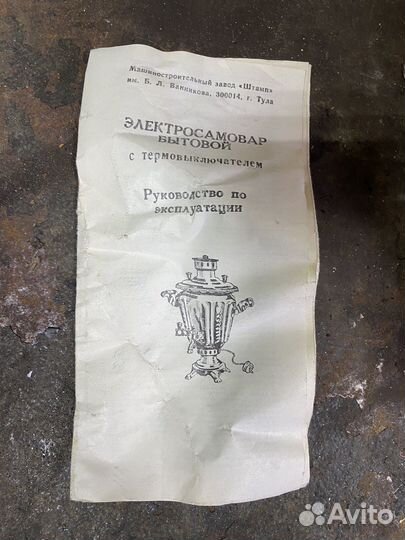 Машиностроительный завод «Штамп»
им. Б. Л. Ванникова, 300014, г. Тула
ЭЛЕКТРОСАМОВАР
БЫТОВОЙ
с термовыключателем
Руководство по
эксплуатации
Avito